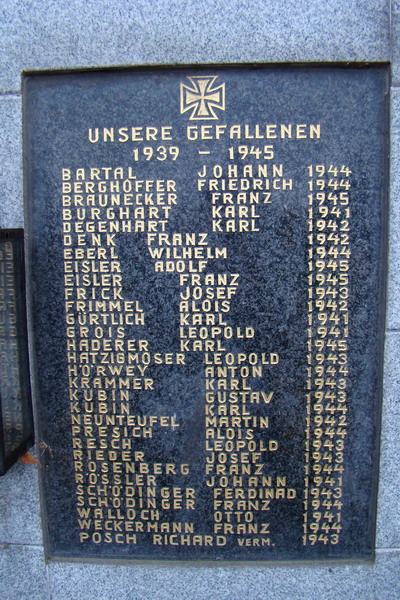 UNSERE GEFALLENEN
1939 – 1945
BARTAL JOHANN 1944
BERGHOFFER FRIEDRICH 1944
BRAUNECKER FRANZ 1945
BURGHART KARL 1941
DEGENHART KARL 1942
DENK FRANZ 1942
EBERL WILHELM 1944
EISLER ADOLF 1945
EISLER FRANZ 1945
FRICK JOSEF 1943
FRIMMEL ALOIS 1942
GÜRTLICH KARL 1941
GROIS LEOPOLD 1941
HADERER KARL 1945
HATZIGMOSER LEOPOLD 1943
HÖRWEY ANTON 1944
KRAMMER KARL 1943
KUBIN GUSTAV 1943
KUBIN KARL 1944
NEUNTEUFEL MARTIN 1942
ALOIS 1944
RESCH LEOPOLD 1943
RIEDER JOSEF 1943
ROSENBERG FRANZ 1944
RÖSSLER JOHANN 1941
SCHÖDINGER FERDINAD 1943
SCHÖDINGER FRANZ 1944
WALLOCH OTTO 1941
WECKERMANN FRANZ 1944
POSCH RICHARD VERM. 1943